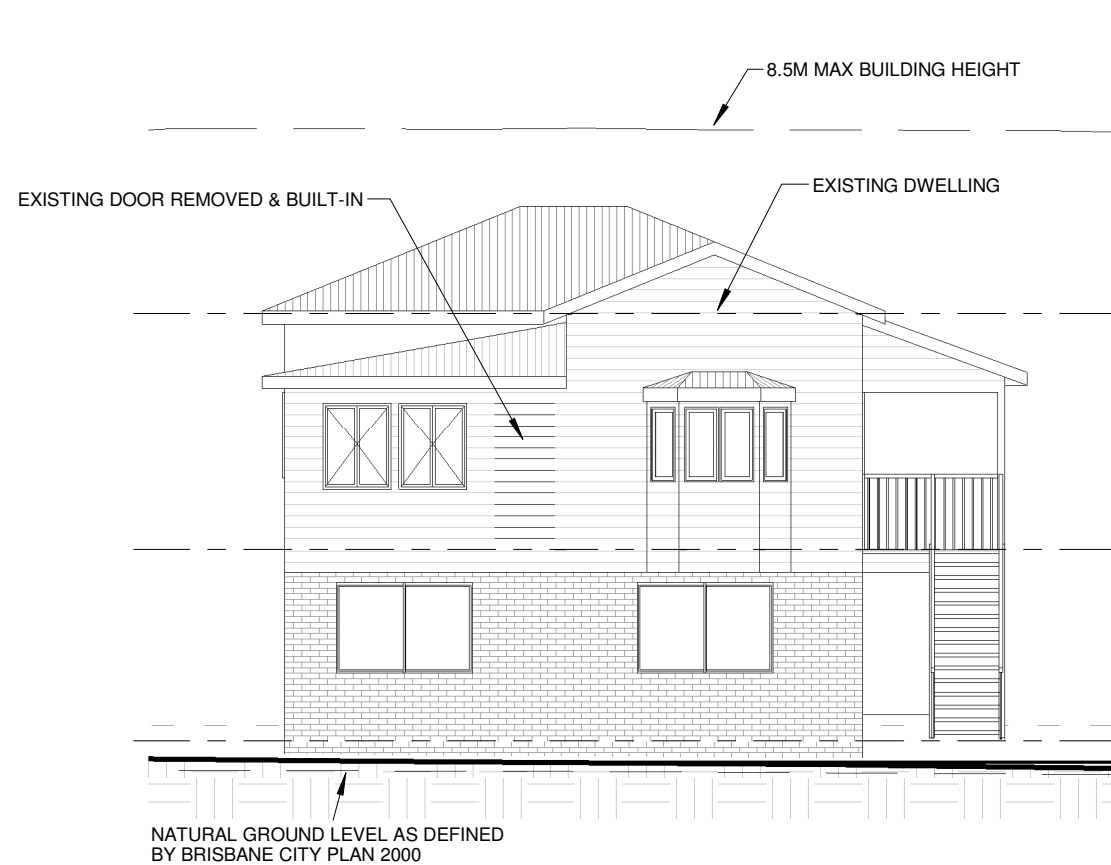 8.5M MAX BUILDING HEIGHT
EXISTING DOOR REMOVED & BUILT-IN
EXISTING DWELLING
NATURAL GROUND LEVEL AS DEFINED
BY BRISBANE CITY PLAN 2000